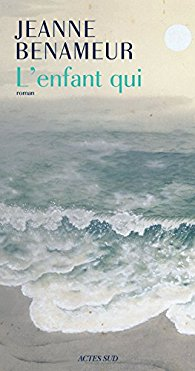 JEANNE
BENAMEUR
L'enfant qui
roman
ACTES SUD